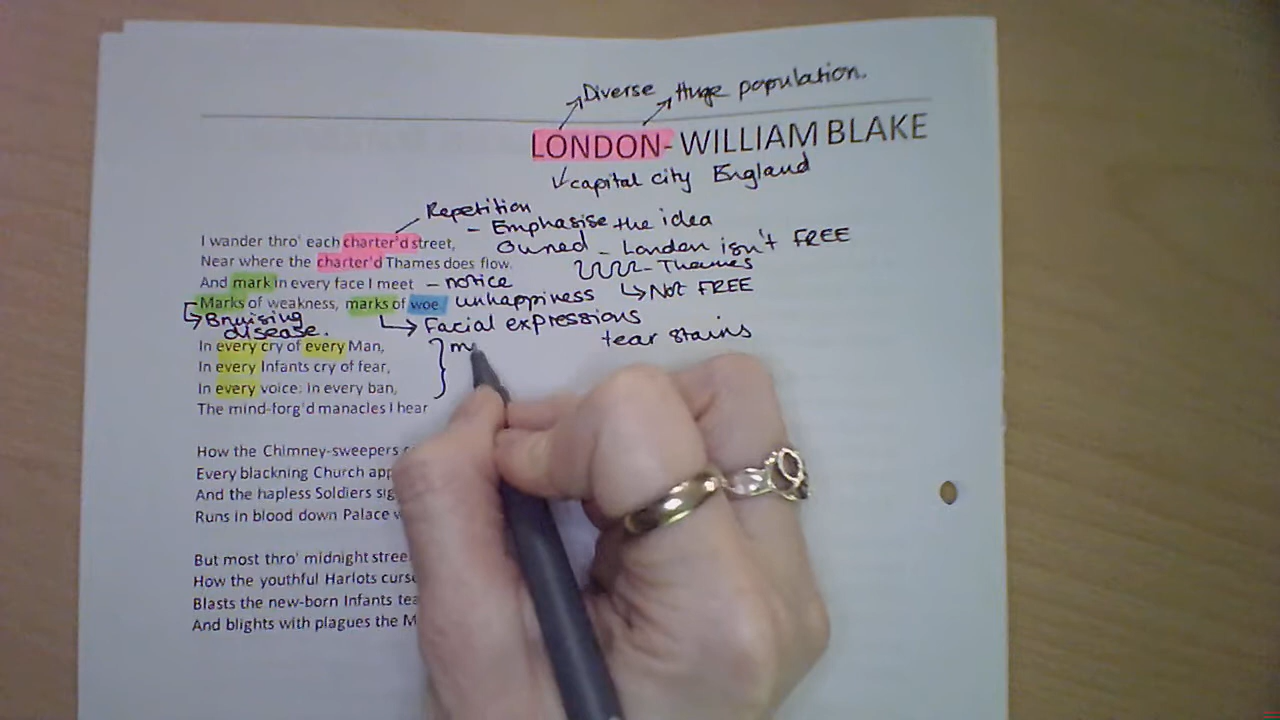 Diverse Huge population.
LONDON- WILLIAM BLAKE
capital city England
Repetition
- Emphasise the idea
I wander thro' each charter'd street, Owned - London isn't FREE
Near where the charter'd Thames does flow. - Thames
And mark in every face I meet - notice Not FREE
Marks of weakness, marks of woe. unhappiness
Bruising Facial expressions
disease. tear stains
In every cry of every Man,
In every Infants cry of fear,
In every voice: in every ban,
The mind-forg'd manacles I hear
How the Chimney-sweepers
Every blackning Church
And the hapless Soldiers
Runs in blood down Palace
But most thro' midnight
How the youthful Harlots
Blasts the new-born Infants
And blights with plagues the